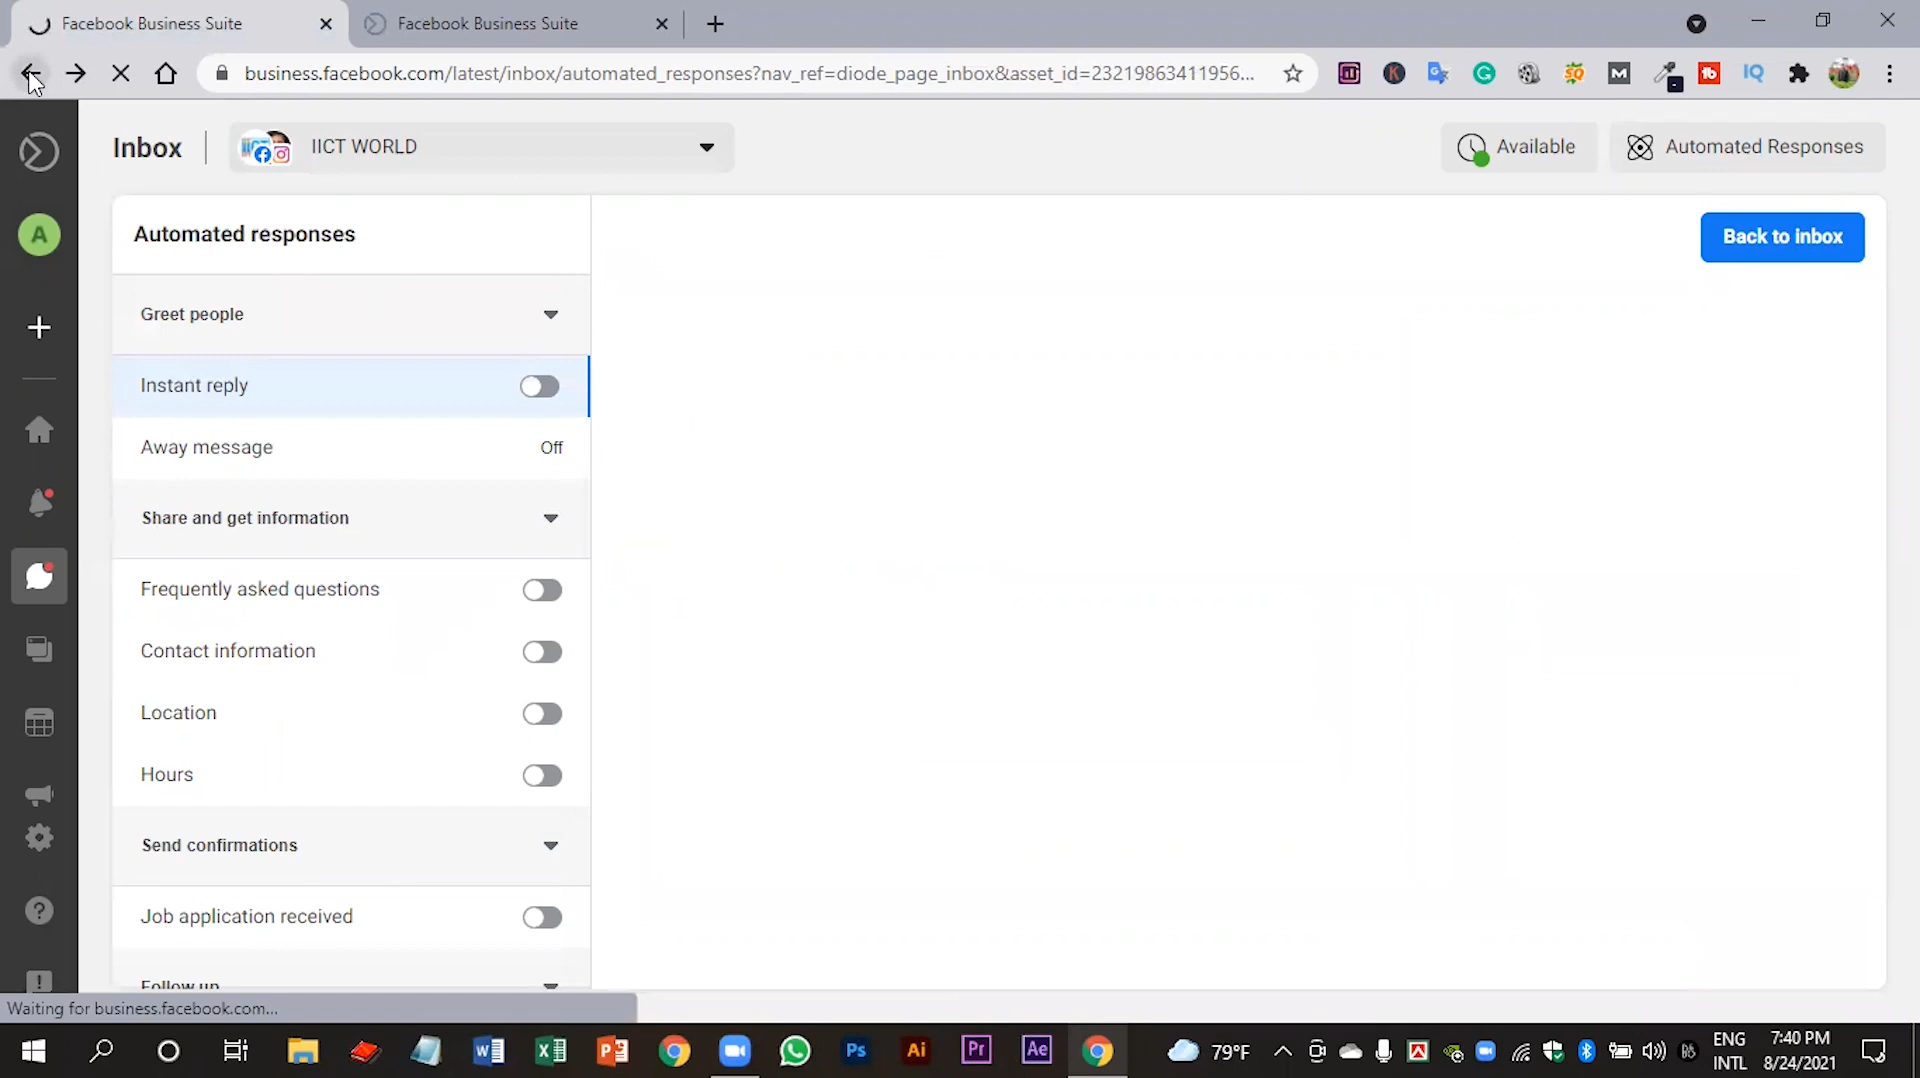 Facebook Business Suite
Facebook Business Suite
business.facebook.com/latest/inbox/automated_responses?nav_ref=diode_page_inbox&asset_id=23219863411956...
Inbox
IICT WORLD
Available
Automated Responses
Automated responses
Back to inbox
Greet people
Instant reply
Away message
Off
Share and get information
Frequently asked questions
Contact information
Location
Hours
Send confirmations
Job application received
Follow up
Waiting for business.facebook.com...
79°F
ENG
INTL
7:40 PM
8/24/2021